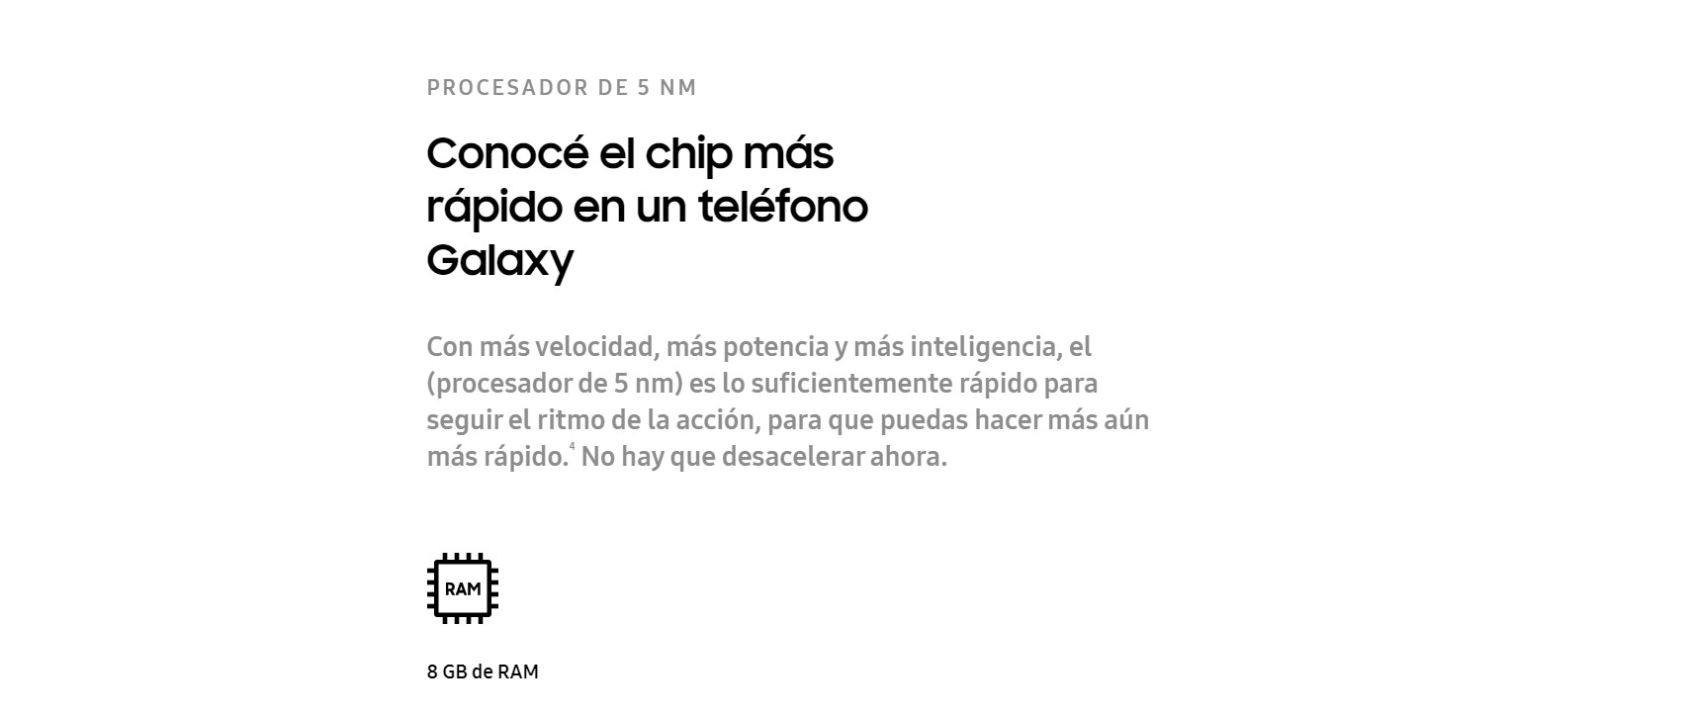 PROCESADOR DE 5 NM
Conocé el chip más
rápido en un teléfono
Galaxy
Con más velocidad, más potencia y más inteligencia, el
(procesador de 5 nm) es lo suficientemente rápido para
seguir el ritmo de la acción, para que puedas hacer más aún
más rápido.⁴ No hay que desacelerar ahora.
RAM
8 GB de RAM